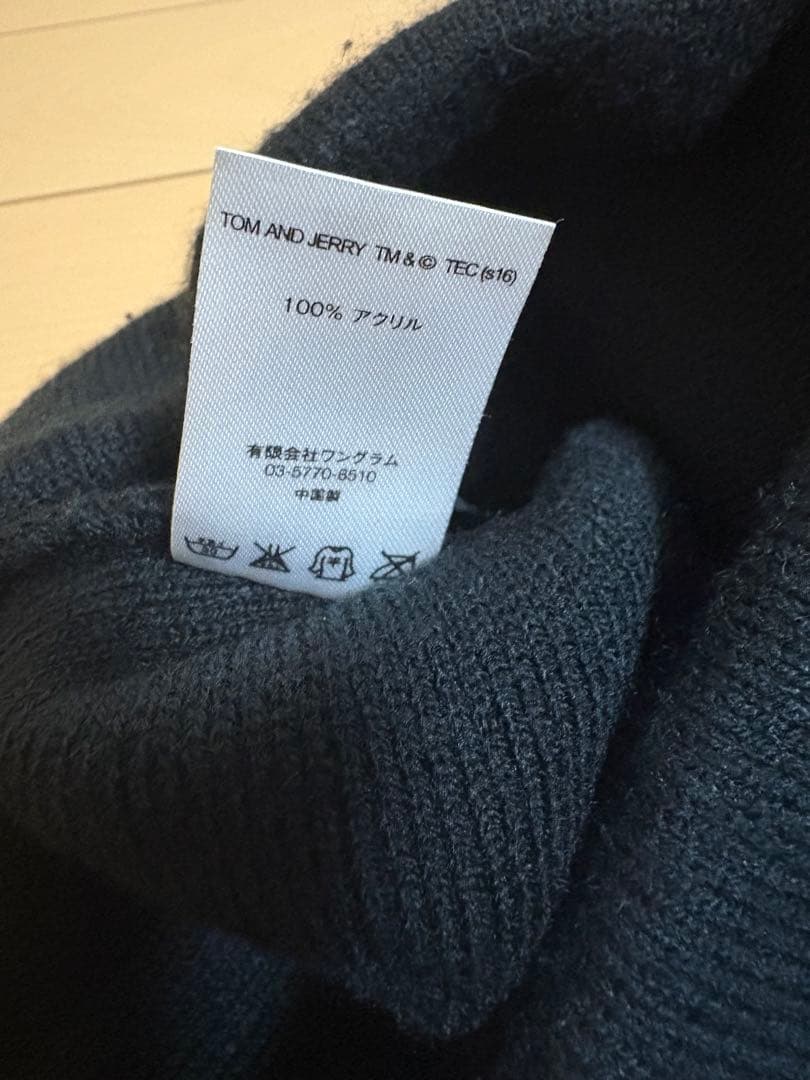 TOM AND JERRY TM & © TEC (s16)
100% アクリル
有限会社ワングラム
03-5770-8510
中国製